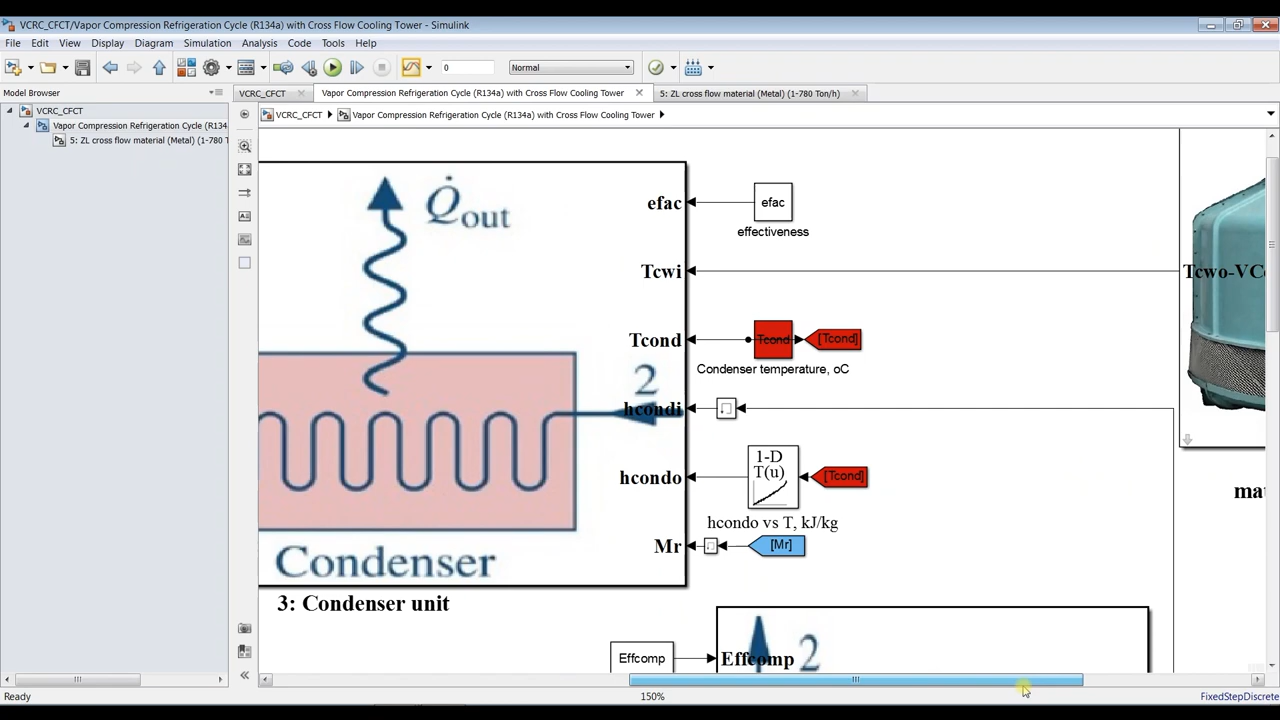 VCRC_CFCT/Vapor Compression Refrigeration Cycle (R134a) with Cross Flow Cooling Tower - Simulink
File Edit View Display Diagram Simulation Analysis Code Tools Help
0 Normal
Model Browser
VCRC_CFCT
Vapor Compression Refrigeration Cycle (R134a) with Cross Flow Cooling Tower
5: ZL cross flow material (Metal) (1-780 Ton/h)
VCRC_CFCT
Vapor Compression Refrigeration Cycle (R134
5: ZL cross flow material (Metal) (1-780 T
VCRC_CFCT
Vapor Compression Refrigeration Cycle (R134a) with Cross Flow Cooling Tower
Q̇out
efac
efac
effectiveness
Tcwi
Tcwo-VC
Tcond
Tcond
[Tcond]
Condenser temperature, oC
2
hcondi
hcondo
1-D
T(u)
[Tcond]
hcondo vs T, kJ/kg
Mr
[Mr]
mat
Condenser
3: Condenser unit
Effcomp
Effcomp
2
Ready
150%
FixedStepDiscrete